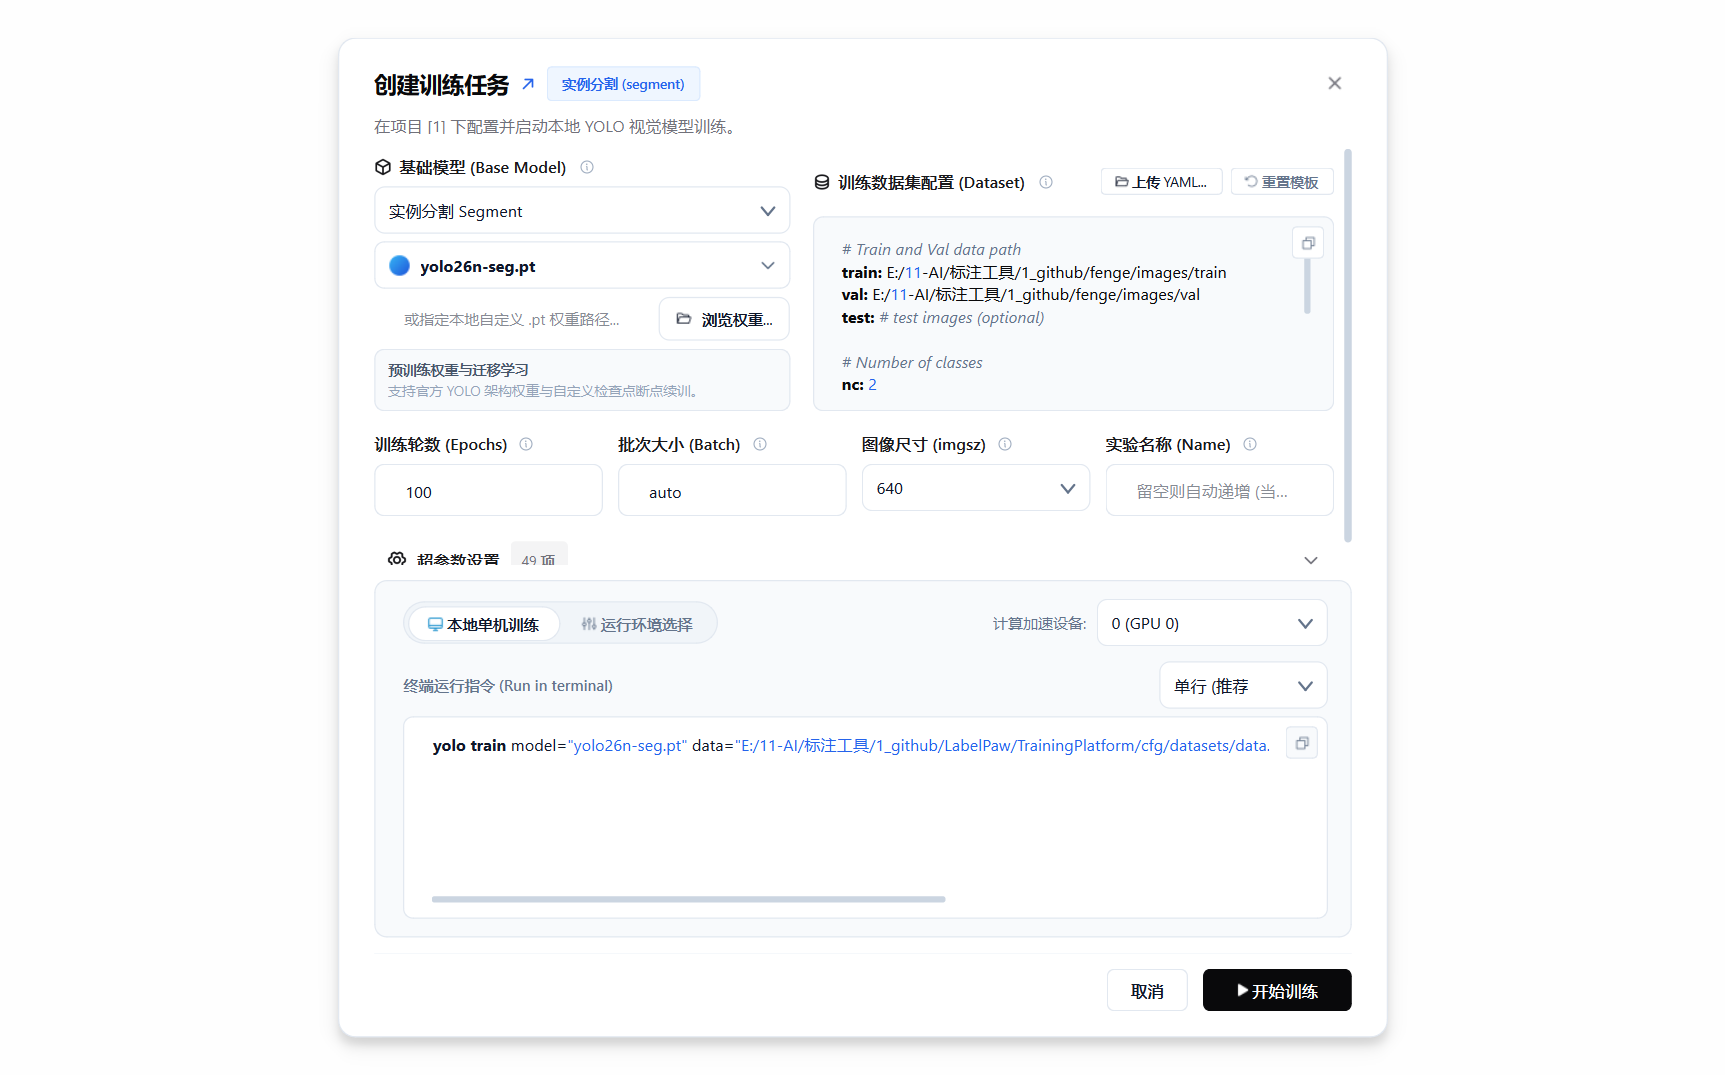 创建训练任务 实例分割 (segment)
在项目 [1] 下配置并启动本地 YOLO 视觉模型训练。
基础模型 (Base Model)
实例分割 Segment
yolo26n-seg.pt
或指定本地自定义 .pt 权重路径...
浏览权重...
预训练权重与迁移学习
支持官方 YOLO 架构权重与自定义检查点断点续训。
训练数据集配置 (Dataset)
上传 YAML...
重置模板
# Train and Val data path
train: E:/11-AI/标注工具/1_github/fenge/images/train
val: E:/11-AI/标注工具/1_github/fenge/images/val
test: # test images (optional)
# Number of classes
nc: 2
训练轮数 (Epochs)
100
批次大小 (Batch)
auto
图像尺寸 (imgsz)
640
实验名称 (Name)
留空则自动递增 (当...
超参数设置 49 项
本地单机训练
运行环境选择
计算加速设备:
0 (GPU 0)
终端运行指令 (Run in terminal)
单行 (推荐
yolo train model="yolo26n-seg.pt" data="E:/11-AI/标注工具/1_github/LabelPaw/TrainingPlatform/cfg/datasets/data.
取消
开始训练